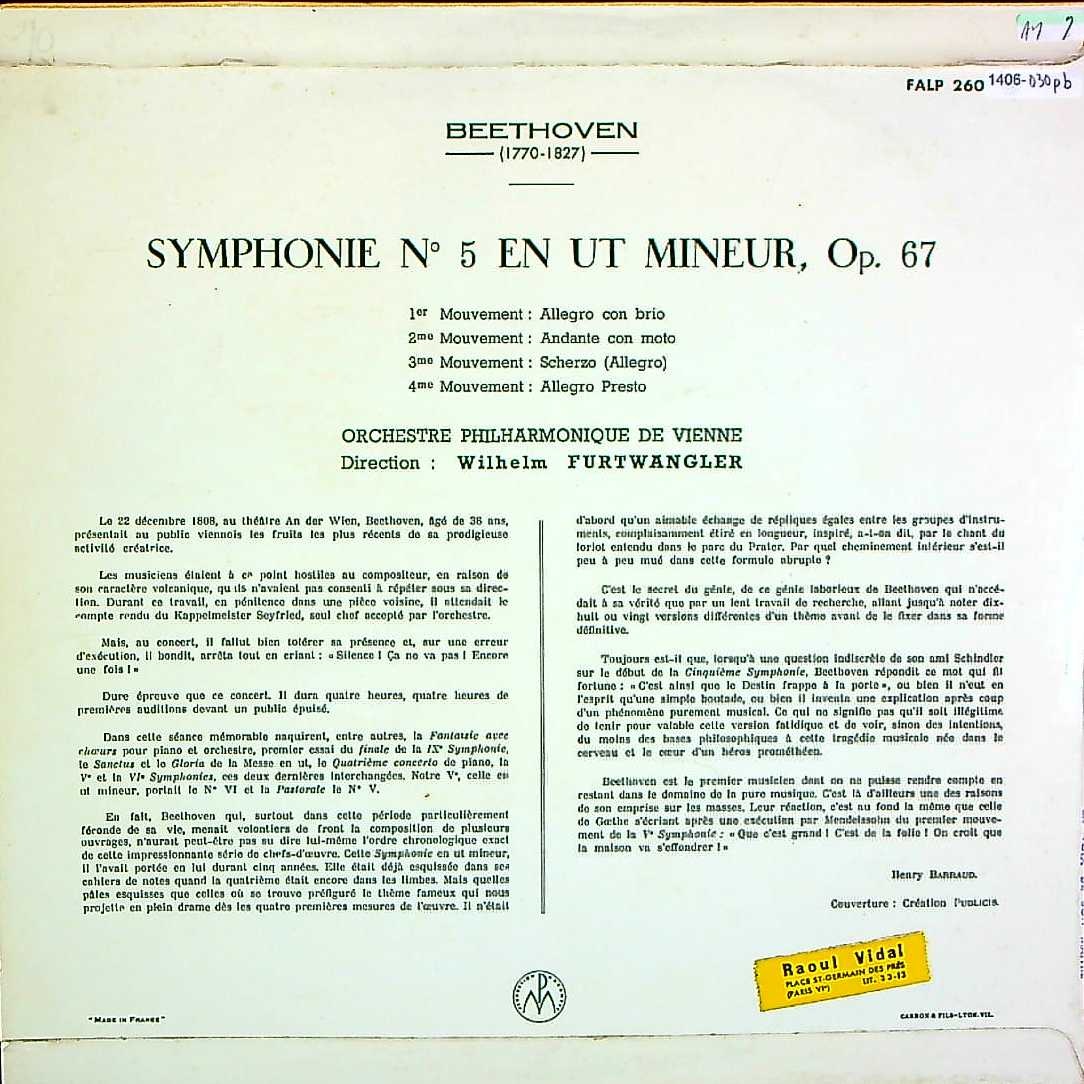 FALP 260 1406-030pb
BEETHOVEN
(1770-1827)
SYMPHONIE Nº 5 EN UT MINEUR, Op. 67
1er Mouvement : Allegro con brio
2me Mouvement : Andante con moto
3me Mouvement : Scherzo (Allegro)
4me Mouvement : Allegro Presto
ORCHESTRE PHILHARMONIQUE DE VIENNE
Direction : Wilhelm FURTWANGLER
Le 22 décembre 1808, au théâtre An der Wien, Beethoven, âgé de 38 ans,
présentait au public viennois les fruits les plus récents de sa prodigieuse
activité créatrice.
Les musiciens étaient à ce point hostiles au compositeur, en raison de
son caractère volcanique, qu'ils n'avaient pas consenti à répéter sous sa direc-
tion. Durant ce travail, en pénitence dans une pièce voisine, il attendait le
compte rendu du Kappelmeister Seyfried, seul chef accepté par l'orchestre.
Mais, au concert, il fallut bien tolérer sa présence et, sur une erreur
d'exécution, il bondit, arrêta tout en criant : « Silence ! Ça ne va pas ! Encore
une fois ! »
Dure épreuve que ce concert. Il dura quatre heures, quatre heures de
premières auditions devant un public épuisé.
Dans cette séance mémorable naquirent, entre autres, la Fantaisie avec
chœurs pour piano et orchestre, premier essai du finale de la IXe Symphonie,
le Sanctus et le Gloria de la Messe en ut, le Quatrième concerto de piano, la
Ve et la VIe Symphonies, ces deux dernières interchangées. Notre Ve, celle en
ut mineur, portait le N° VI et la Pastorale le N° V.
En fait, Beethoven qui, surtout dans cette période particulièrement
féconde de sa vie, menait volontiers de front la composition de plusieurs
ouvrages, n'aurait peut-être pas su dire lui-même l'ordre chronologique exact
de cette impressionnante série de chefs-d'œuvre. Cette Symphonie en ut mineur,
il l'avait portée en lui durant cinq années. Elle était déjà esquissée dans ses
cahiers de notes quand la quatrième était encore dans les limbes. Mais quelles
pâles esquisses que celles où se trouve préfiguré le thème fameux qui nous
projette en plein drame dès les quatre premières mesures de l'œuvre. Il n'était
d'abord qu'un aimable échange de répliques égales entre les groupes d'instru-
ments, complaisamment étiré en longueur, inspiré, a-t-on dit, par le chant du
loriot entendu dans le parc du Prater. Par quel cheminement intérieur s'est-il
peu à peu mué dans cette formule abrupte ?
C'est le secret du génie, de ce génie laborieux de Beethoven qui n'accé-
dait à sa vérité que par un lent travail de recherche, allant jusqu'à noter dix-
huit ou vingt versions différentes d'un thème avant de le fixer dans sa forme
définitive.
Toujours est-il que, lorsqu'à une question indiscrète de son ami Schindler
sur le début de la Cinquième Symphonie, Beethoven répondit ce mot qui fit
fortune : « C'est ainsi que le Destin frappe à la porte », ou bien il n'eut en
l'esprit qu'une simple boutade, ou bien il inventa une explication après coup
d'un phénomène purement musical. Ce qui ne signifie pas qu'il soit illégitime
de tenir pour valable cette version fatidique et de voir, sinon des intentions,
du moins des bases philosophiques à cette tragédie musicale née dans le
cerveau et le cœur d'un héros prométhéen.
Beethoven est le premier musicien dont on ne puisse rendre compte en
restant dans le domaine de la pure musique. C'est là d'ailleurs une des raisons
de son emprise sur les masses. Leur réaction, c'est au fond la même que celle
de Gœthe s'écriant après une exécution par Mendelssohn du premier mouve-
ment de la Ve Symphonie : « Que c'est grand ! C'est de la folie ! On croit que
la maison va s'effondrer ! »
Henry BARRAUD.
Couverture : Création PUBLICIS.
Raoul Vidal
PLACE ST-GERMAIN DES PRÉS
(PARIS VIe) LIT. 33-13
"MADE IN FRANCE"
CARRON & FILS-LYON. VIL.